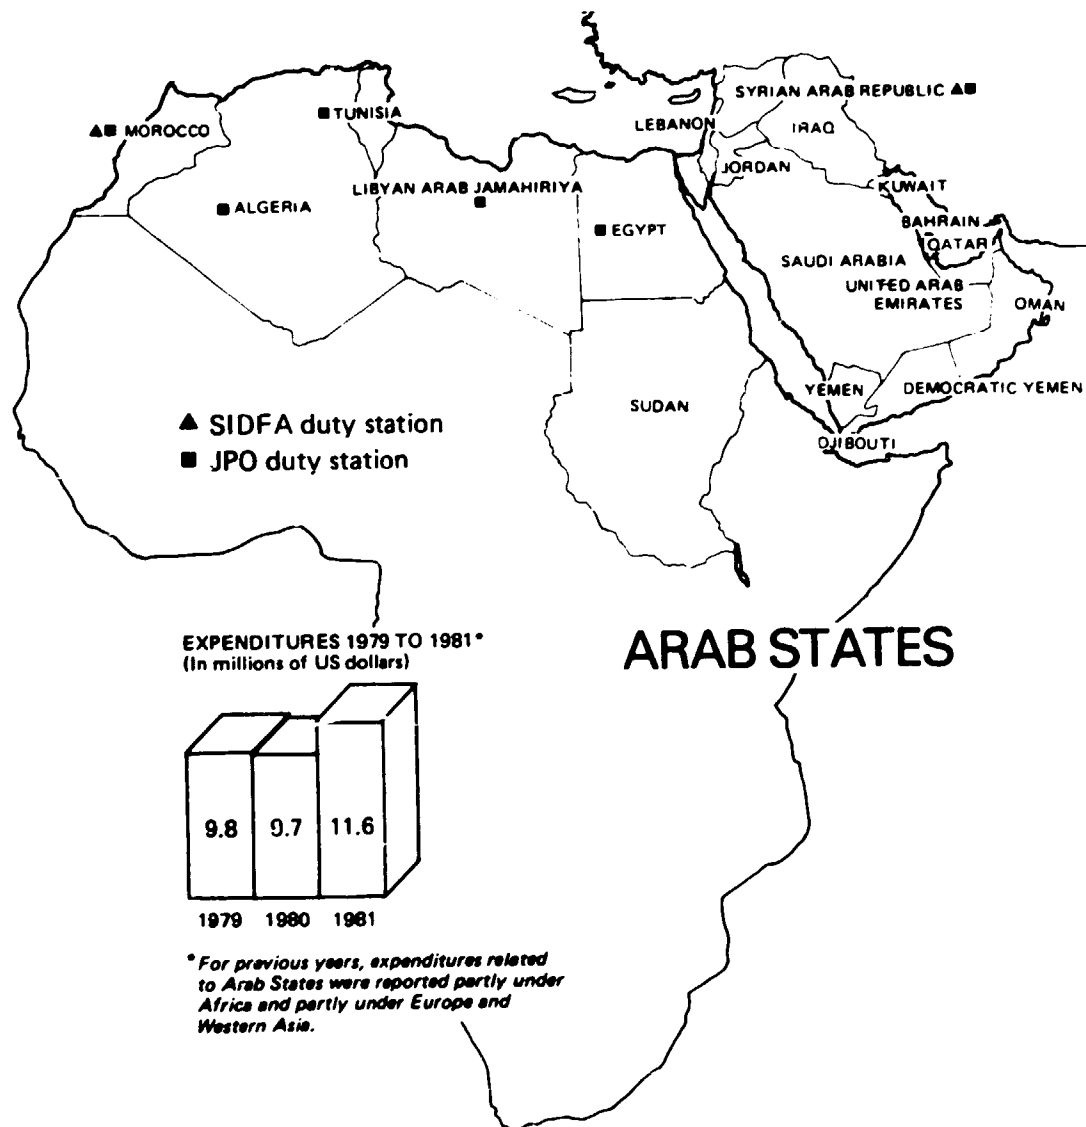 SYRIAN ARAB REPUBLIC ▲■
■ TUNISIA
LEBANON
▲■ MOROCCO
IRAQ
JORDAN
LIBYAN ARAB JAMAHIRIYA
■
KUWAIT
■ ALGERIA
BAHRAIN
■ EGYPT
QATAR
SAUDI ARABIA
UNITED ARAB
EMIRATES
OMAN
YEMEN
DEMOCRATIC YEMEN
SUDAN
▲ SIDFA duty station
DJIBOUTI
■ JPO duty station
ARAB STATES
EXPENDITURES 1979 TO 1981*
(In millions of US dollars)
9.8 9.7 11.6
1979 1980 1981
*For previous years, expenditures related
to Arab States were reported partly under
Africa and partly under Europe and
Western Asia.